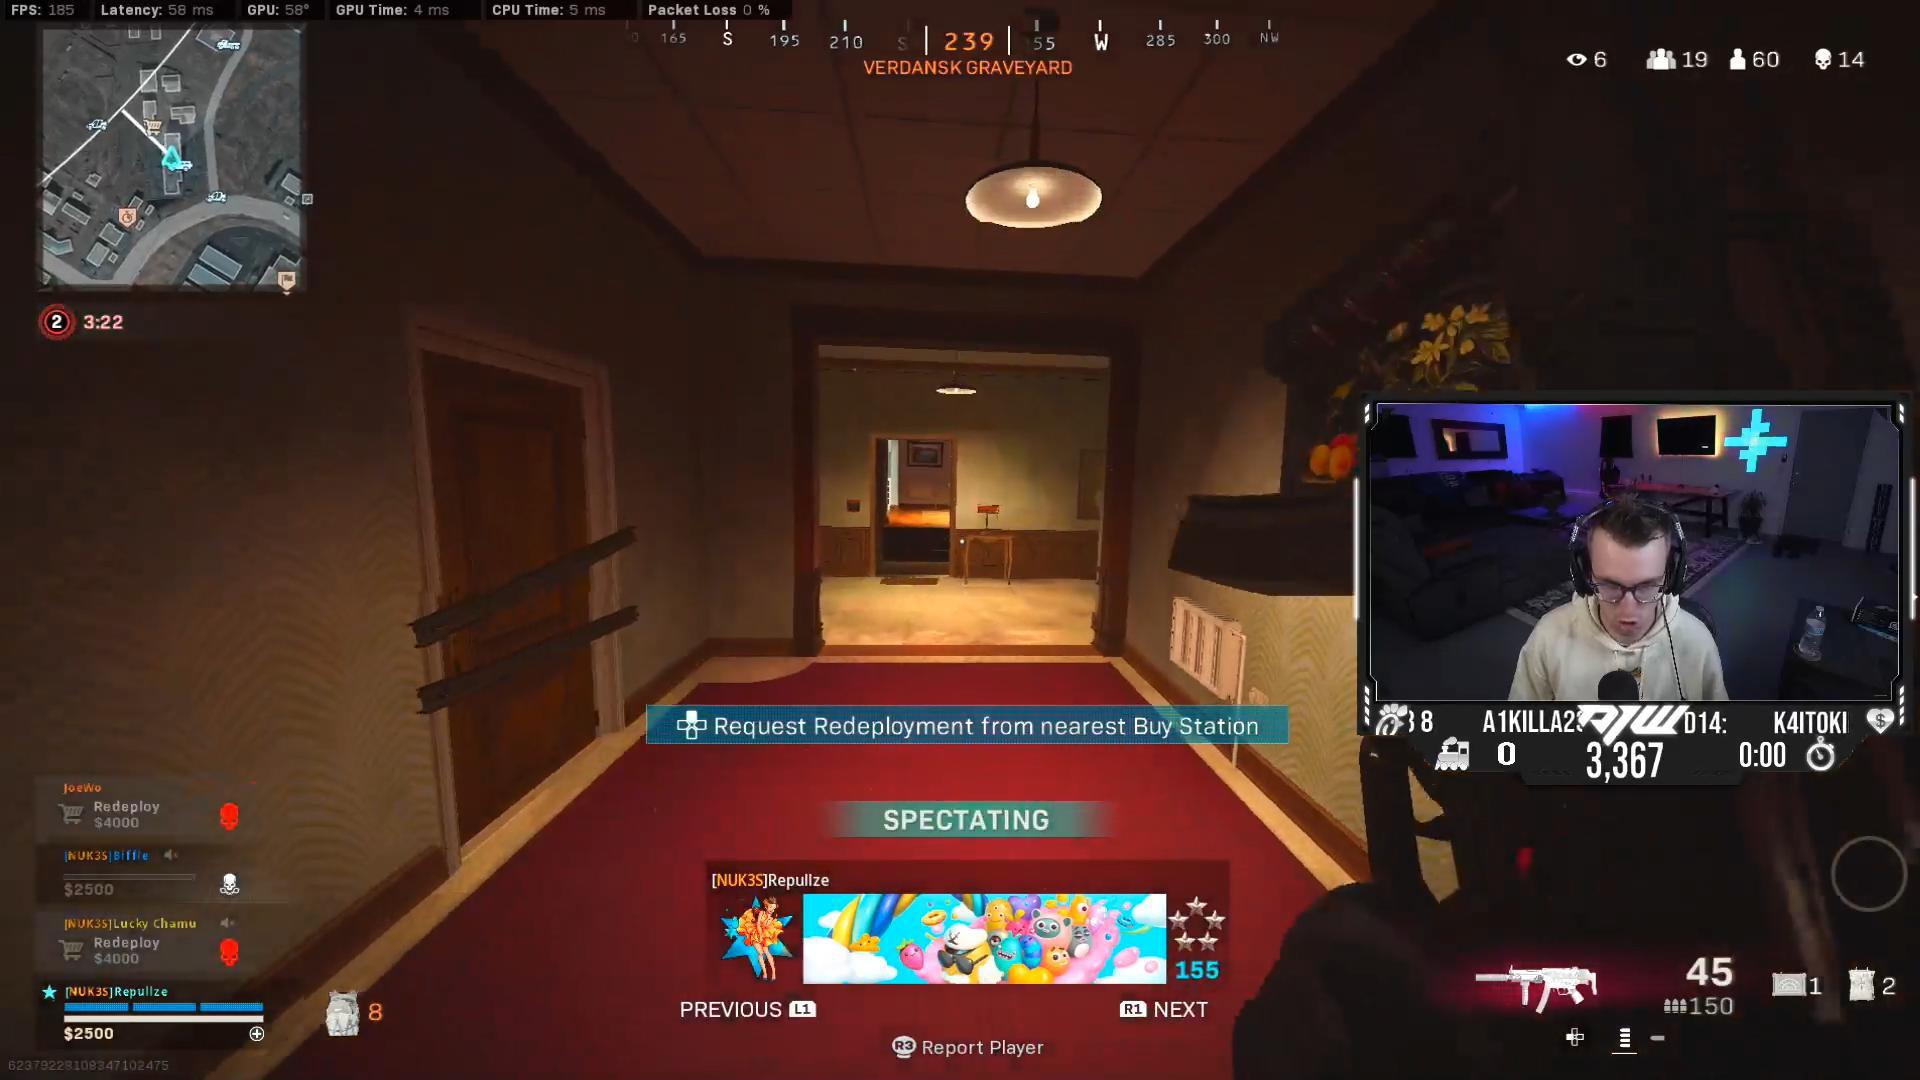 FPS: 185 Latency: 58 ms GPU: 58° GPU Time: 4 ms CPU Time: 5 ms Packet Loss 0 %
165 S 195 210 S 239 55 W 285 300 NW
VERDANSK GRAVEYARD
6 19 60 14
2 3:22
Request Redeployment from nearest Buy Station
SPECTATING
[NUK3S]Repullze
155
PREVIOUS L1
R1 NEXT
R3 Report Player
JoeWo
Redeploy
$4000
[NUK3S]Biffle
$2500
[NUK3S]Lucky Chamu
Redeploy
$4000
[NUK3S]Repullze
$2500
8
62379228108347102475
38 A1KILLA2 D14: K4ITOKI
0 3,367 0:00
45
150
1 2